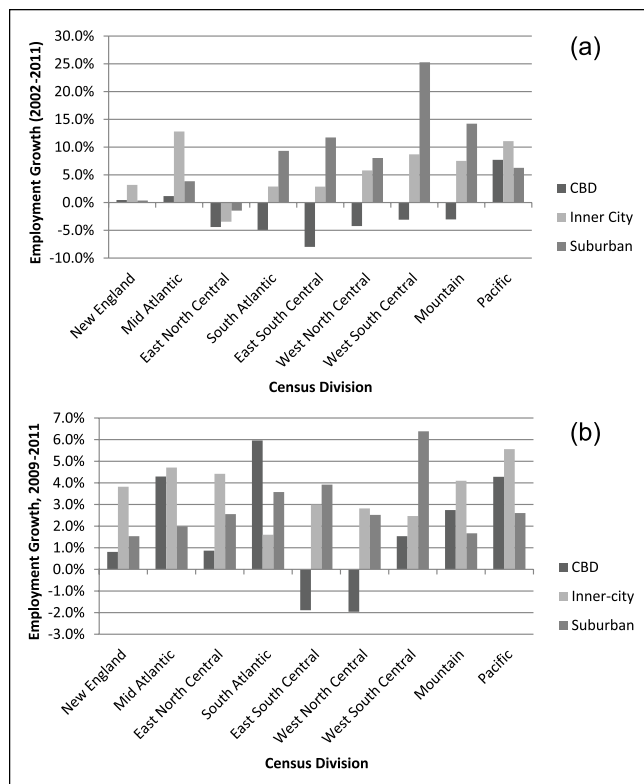 (a)
Employment Growth (2002-2011)
30.0%
25.0%
20.0%
15.0%
10.0%
5.0%
0.0%
-5.0%
-10.0%
CBD
Inner City
Suburban
New England
Mid Atlantic
East North Central
South Atlantic
East South Central
West North Central
West South Central
Mountain
Pacific
Census Division
(b)
Employment Growth, 2009-2011
7.0%
6.0%
5.0%
4.0%
3.0%
2.0%
1.0%
0.0%
-1.0%
-2.0%
-3.0%
CBD
Inner-city
Suburban
New England
Mid Atlantic
East North Central
South Atlantic
East South Central
West North Central
West South Central
Mountain
Pacific
Census Division